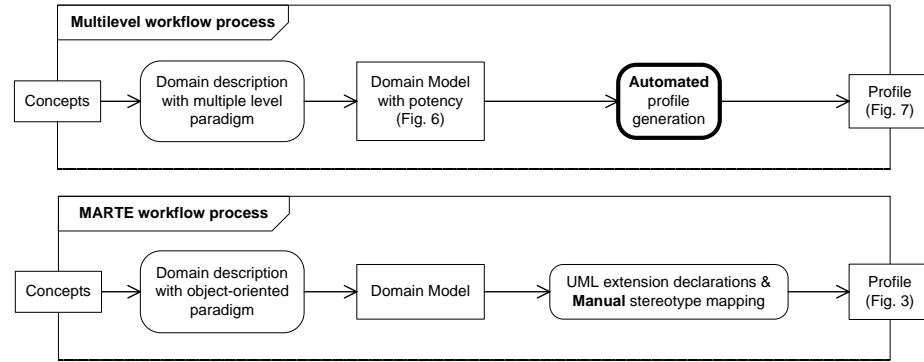 Multilevel workflow process
Concepts
Domain description
with multiple level
paradigm
Domain Model
with potency
(Fig. 6)
Automated
profile
generation
Profile
(Fig. 7)
MARTE workflow process
Concepts
Domain description
with object-oriented
paradigm
Domain Model
UML extension declarations &
Manual stereotype mapping
Profile
(Fig. 3)